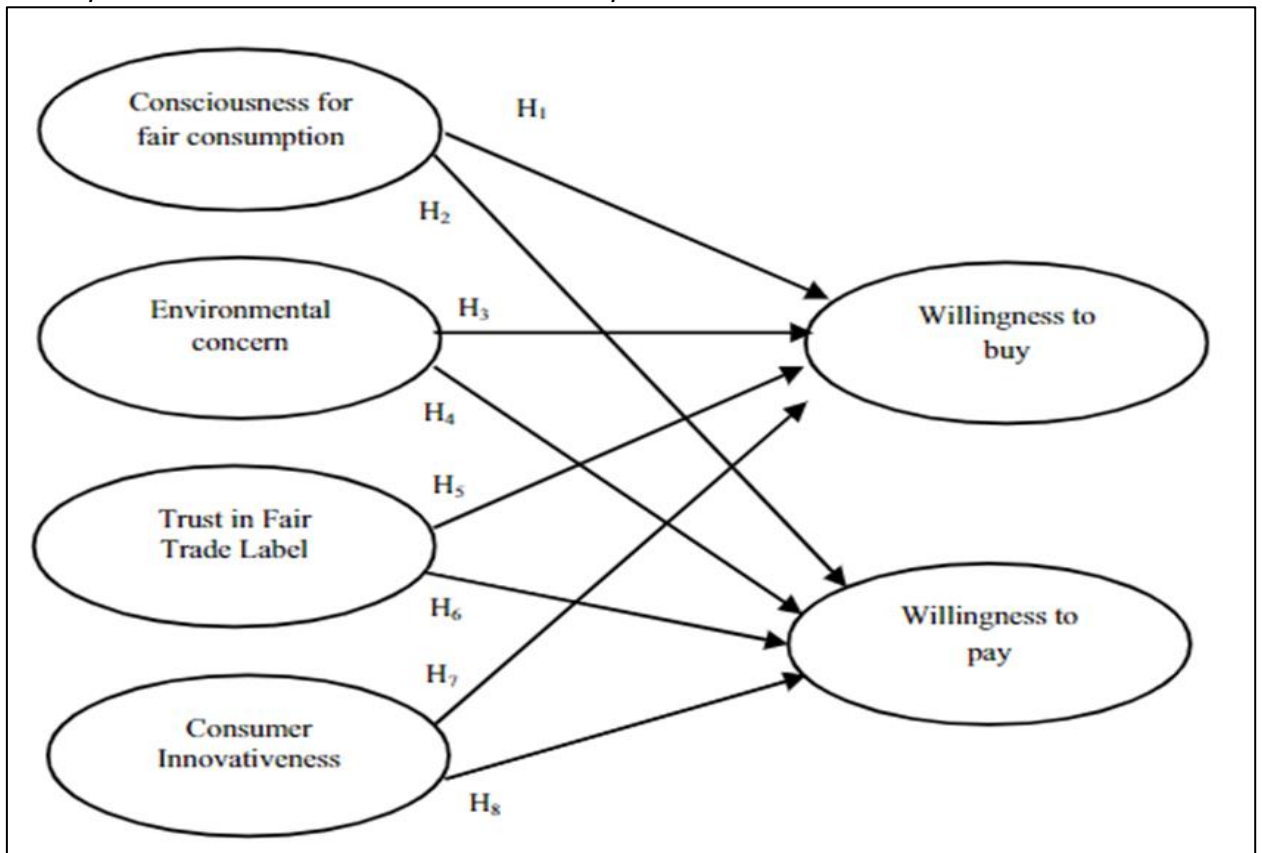 Consciousness for
fair consumption
H₁
H₂
Environmental
concern
H₃
Willingness to
buy
H₄
H₅
Trust in Fair
Trade Label
H₆
Willingness to
pay
H₇
Consumer
Innovativeness
H₈